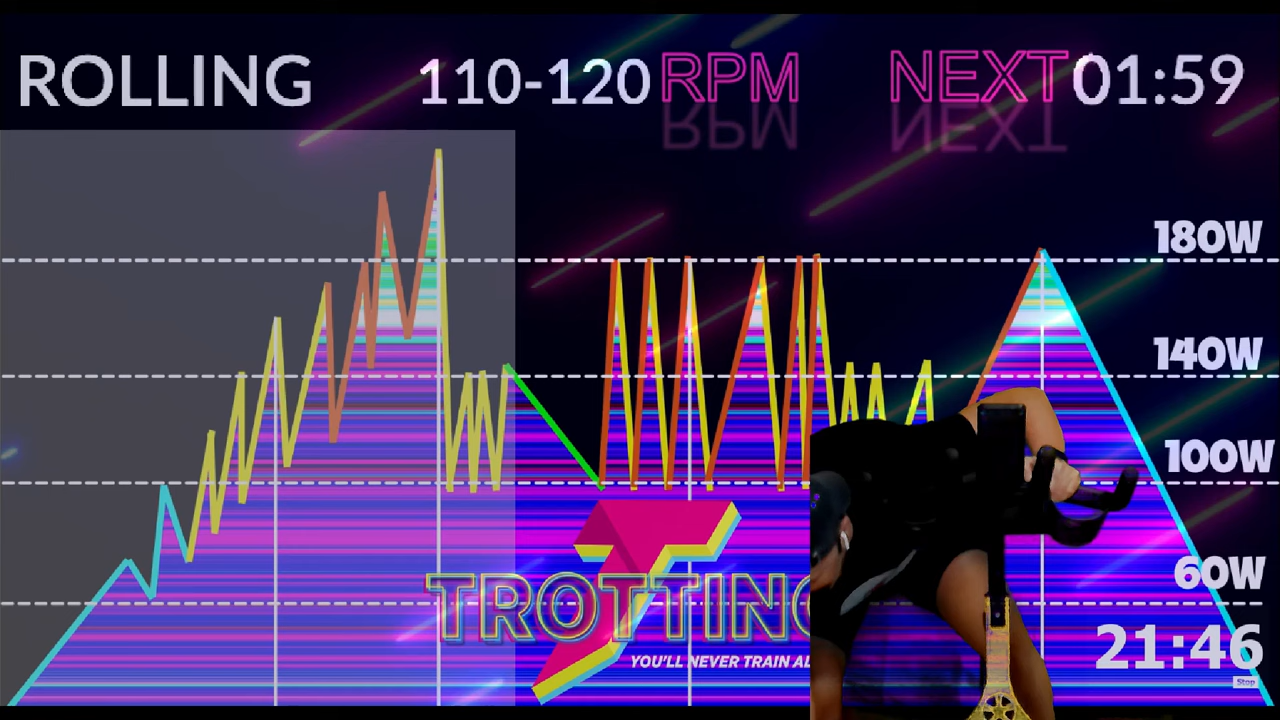 ROLLING 110-120 RPM NEXT 01:59
180W
140W
100W
60W
TROTTING
YOU'LL NEVER TRAIN AL
21:46
Stop